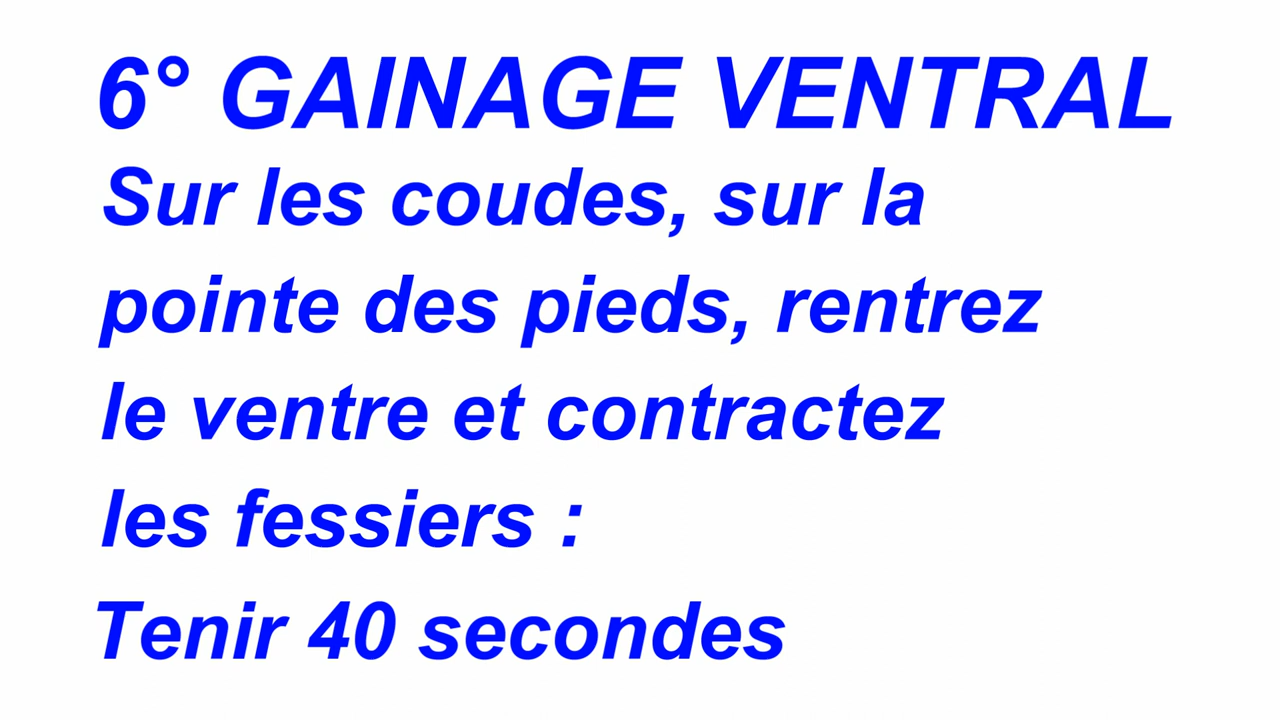 6° GAINAGE VENTRAL
Sur les coudes, sur la
pointe des pieds, rentrez
le ventre et contractez
les fessiers :
Tenir 40 secondes